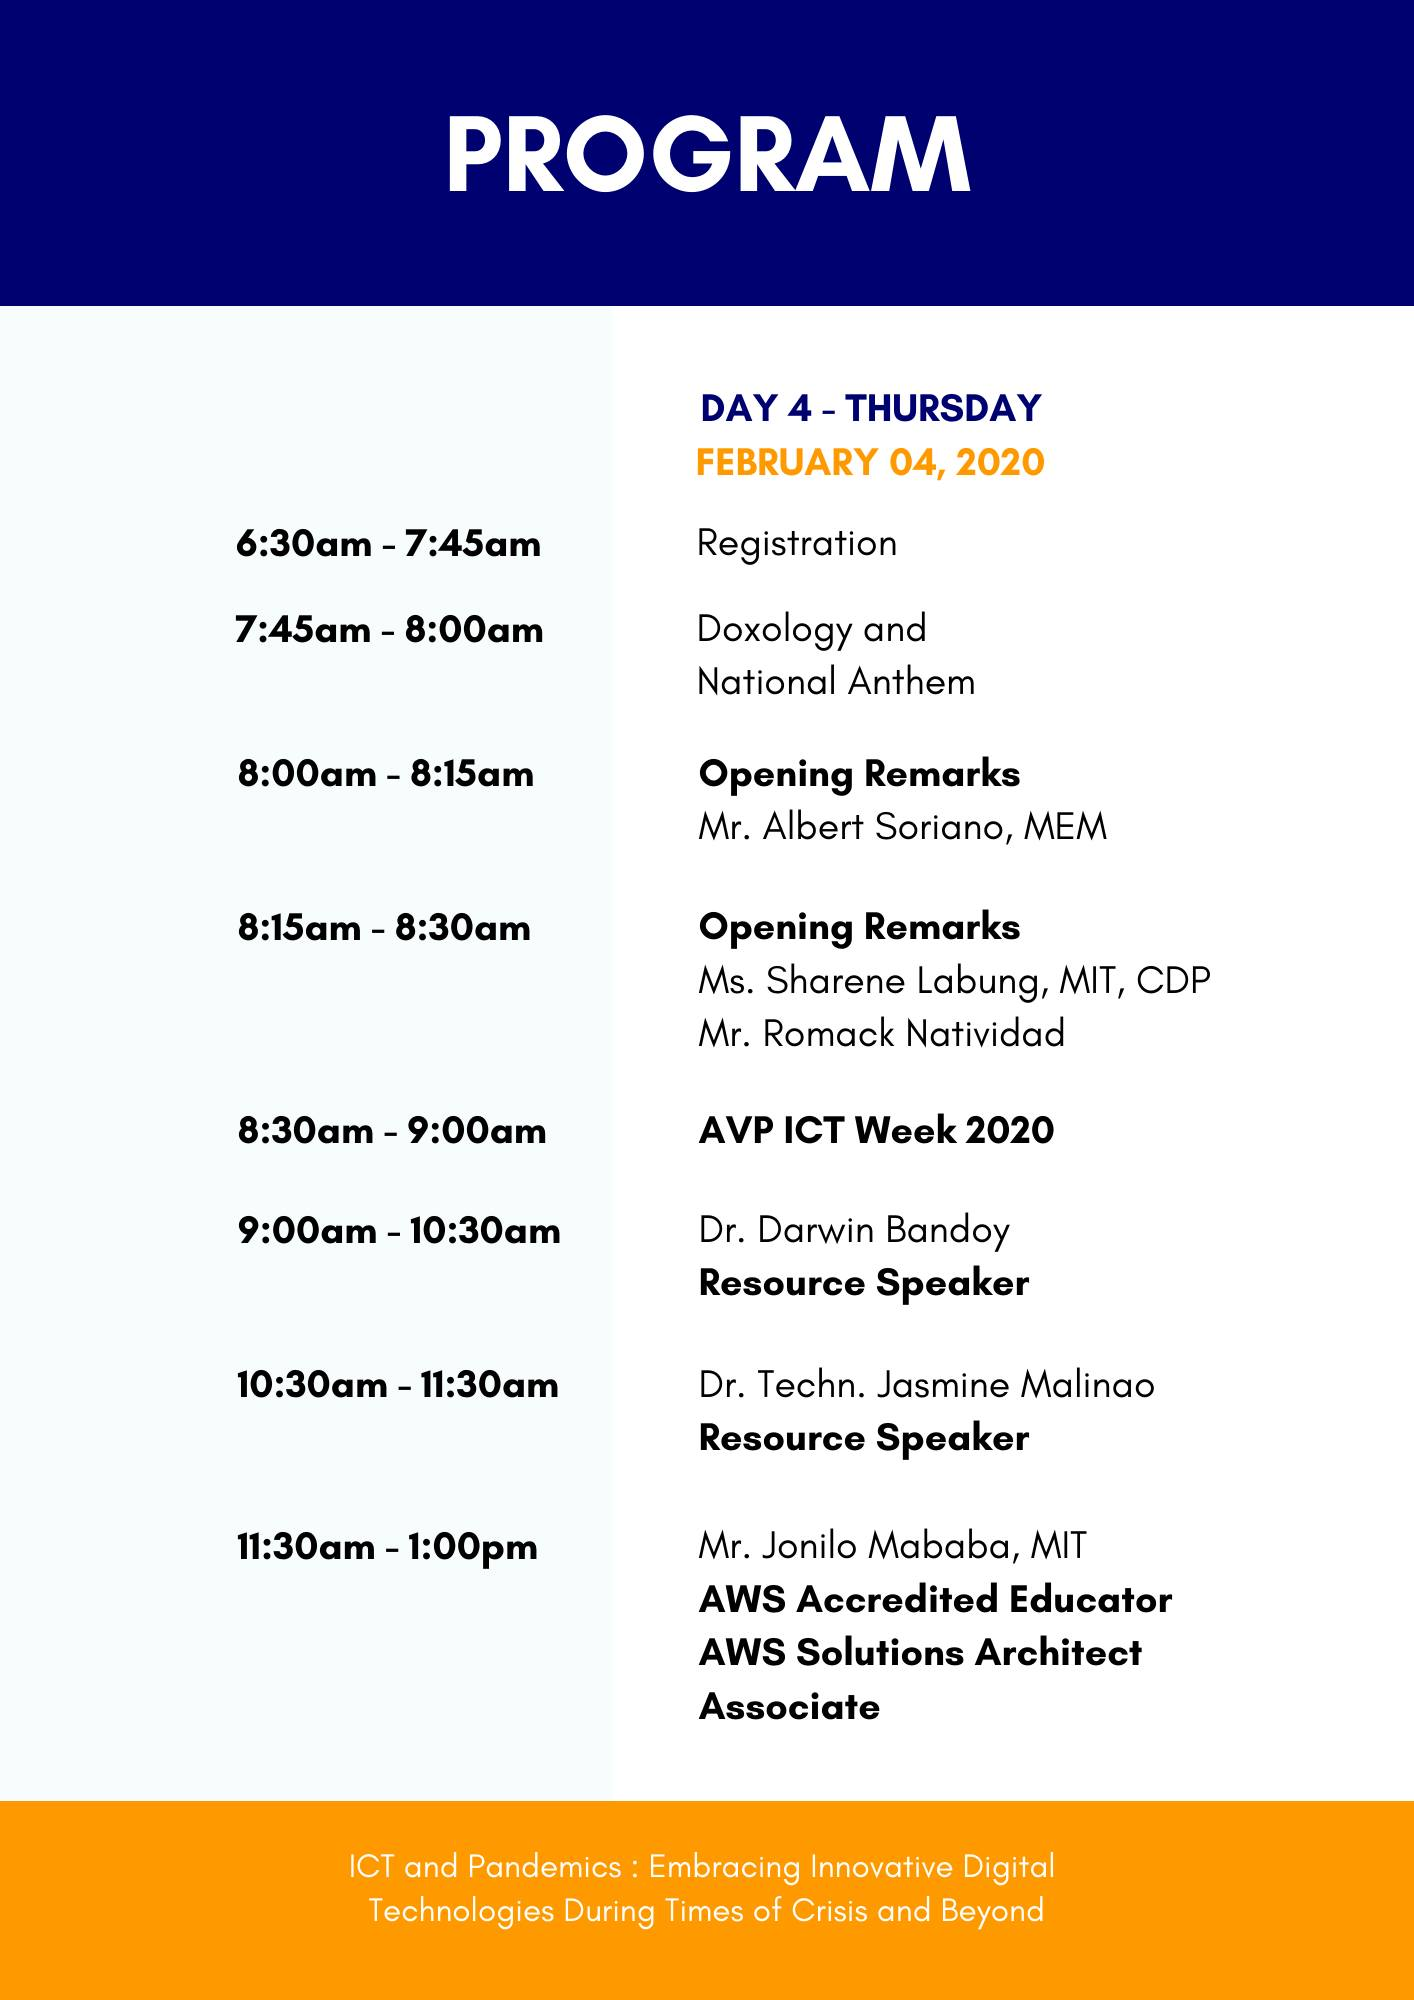 PROGRAM
DAY 4 - THURSDAY
FEBRUARY 04, 2020
6:30am - 7:45am
Registration
7:45am - 8:00am
Doxology and
National Anthem
8:00am - 8:15am
Opening Remarks
Mr. Albert Soriano, MEM
8:15am - 8:30am
Opening Remarks
Ms. Sharene Labung, MIT, CDP
Mr. Romack Natividad
8:30am - 9:00am
AVP ICT Week 2020
9:00am - 10:30am
Dr. Darwin Bandoy
Resource Speaker
10:30am - 11:30am
Dr. Techn. Jasmine Malinao
Resource Speaker
11:30am - 1:00pm
Mr. Jonilo Mababa, MIT
AWS Accredited Educator
AWS Solutions Architect
Associate
ICT and Pandemics : Embracing Innovative Digital
Technologies During Times of Crisis and Beyond